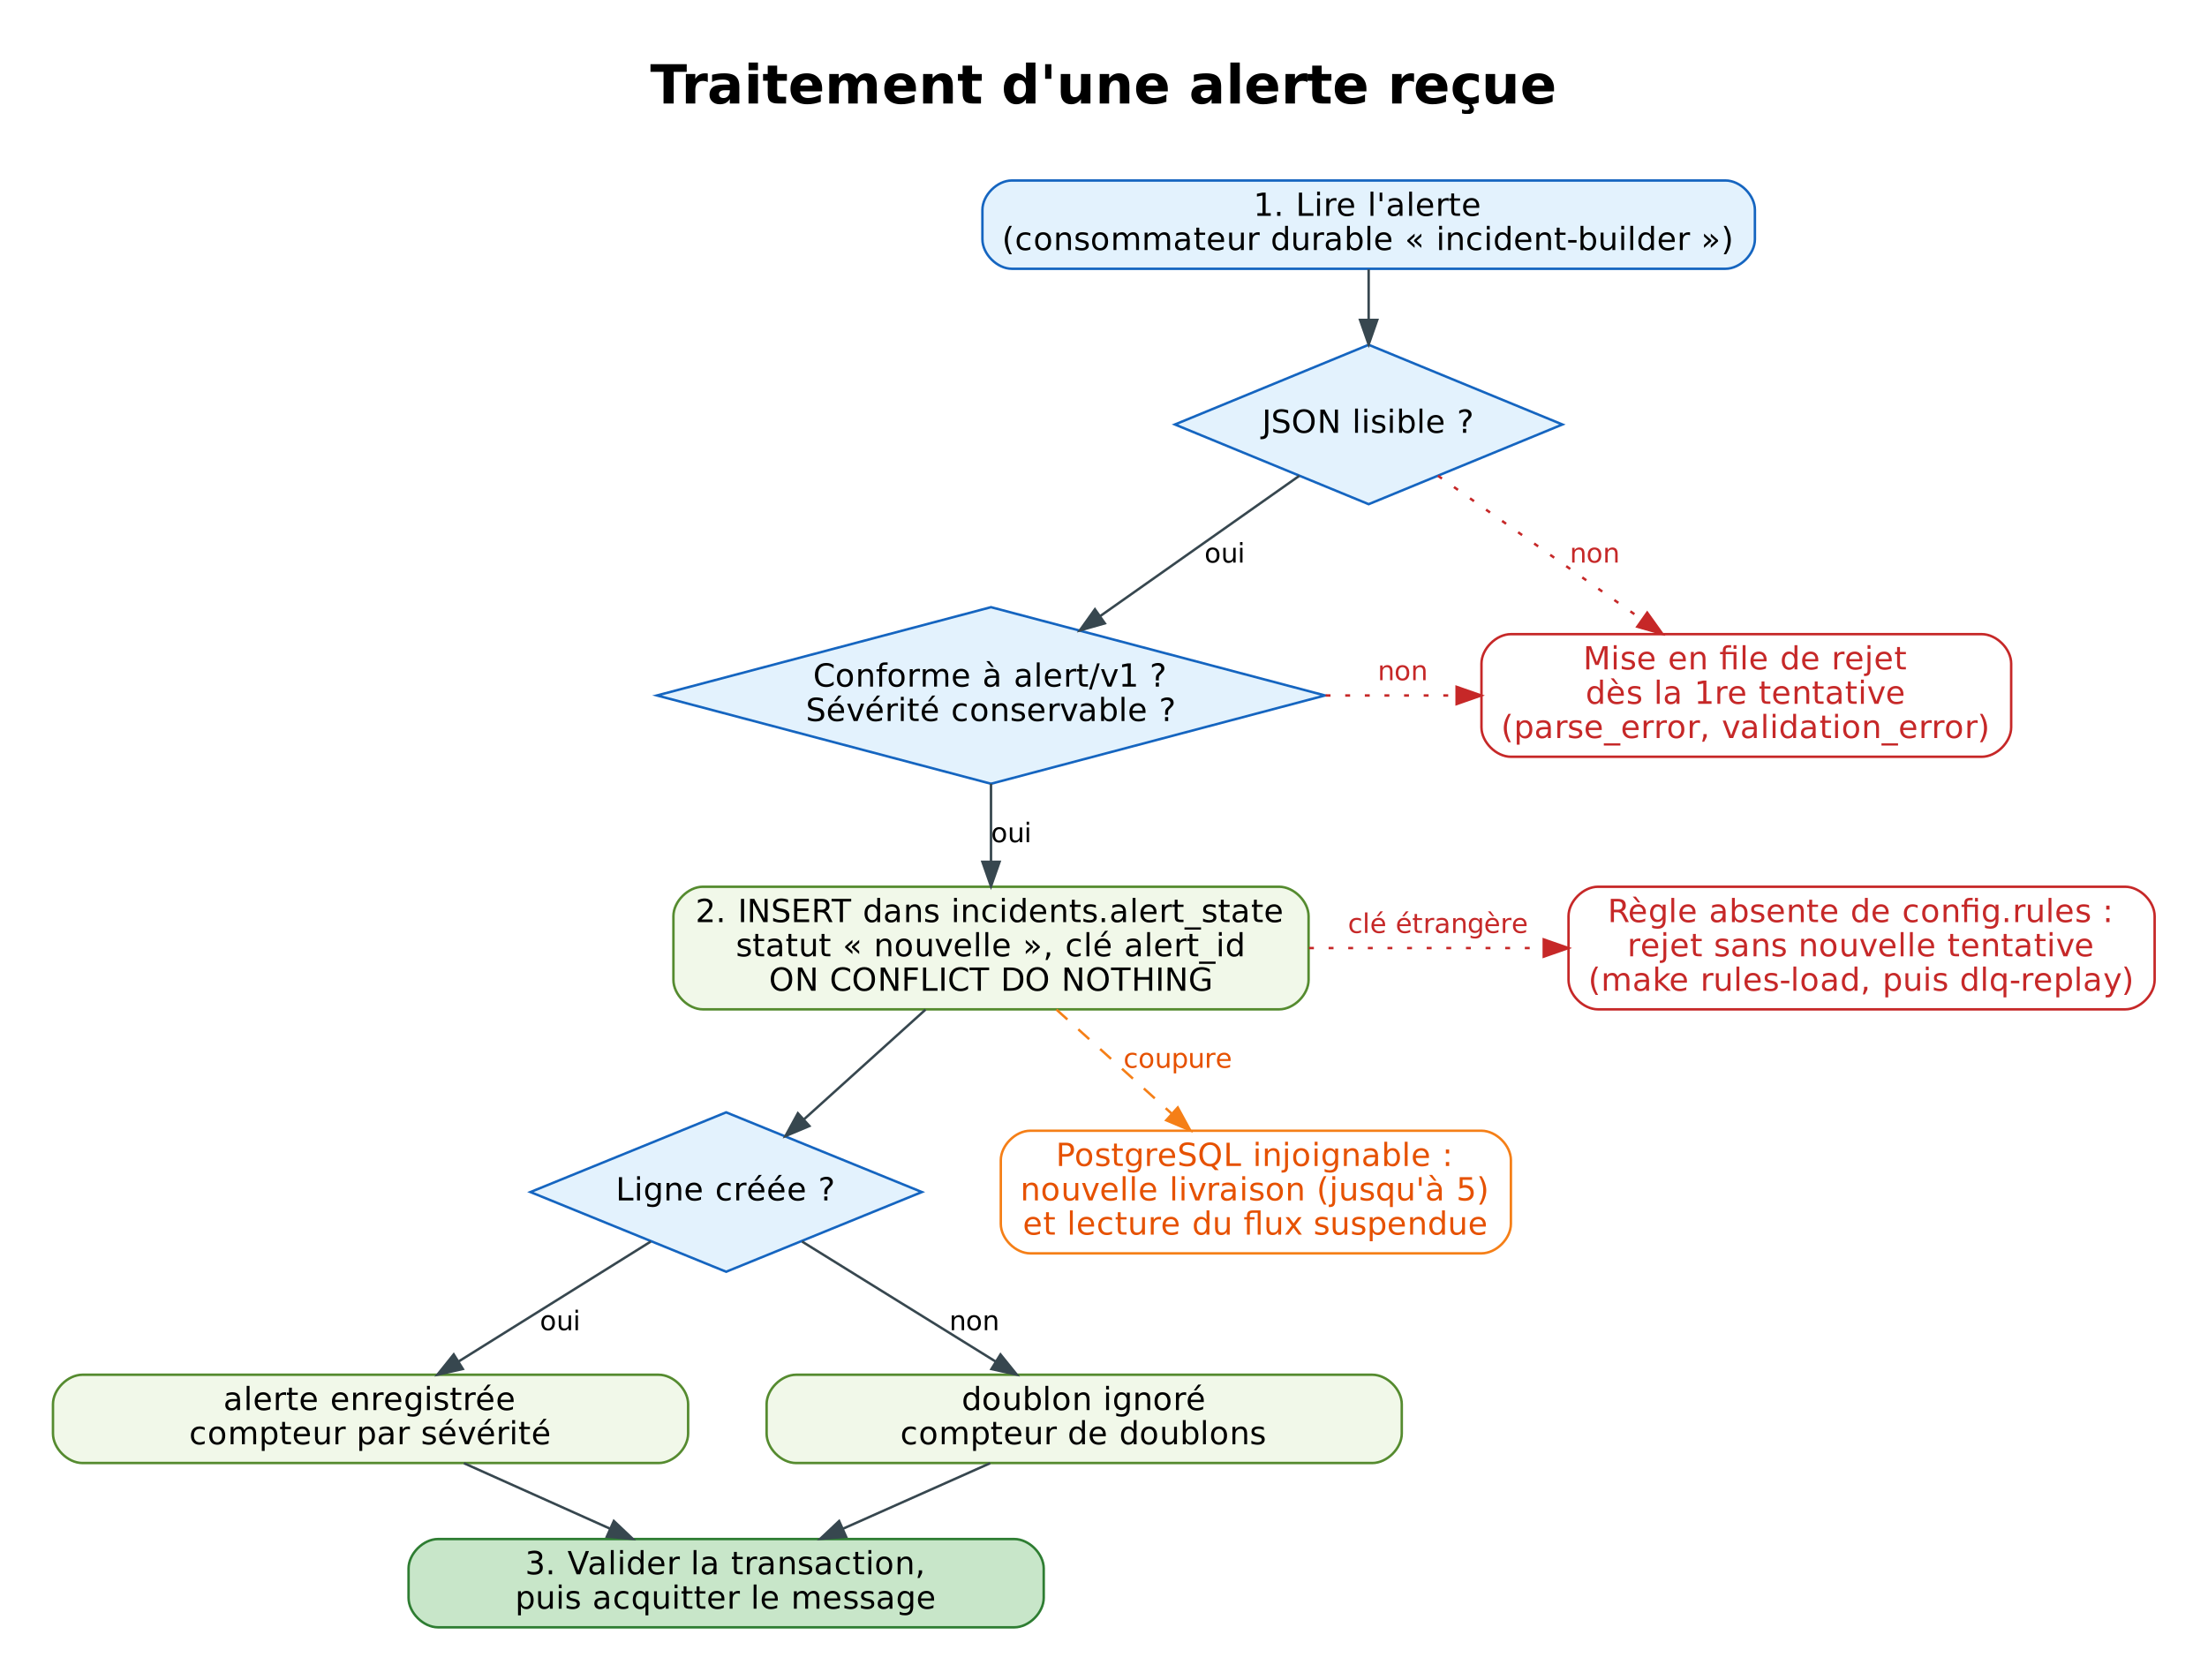 Traitement d'une alerte reçue
1. Lire l'alerte
(consommateur durable « incident-builder »)
JSON lisible ?
oui
non
Conforme à alert/v1 ?
Sévérité conservable ?
non
Mise en file de rejet
dès la 1re tentative
(parse_error, validation_error)
oui
2. INSERT dans incidents.alert_state
statut « nouvelle », clé alert_id
ON CONFLICT DO NOTHING
clé étrangère
Règle absente de config.rules :
rejet sans nouvelle tentative
(make rules-load, puis dlq-replay)
coupure
Ligne créée ?
PostgreSQL injoignable :
nouvelle livraison (jusqu'à 5)
et lecture du flux suspendue
oui
non
alerte enregistrée
compteur par sévérité
doublon ignoré
compteur de doublons
3. Valider la transaction,
puis acquitter le message